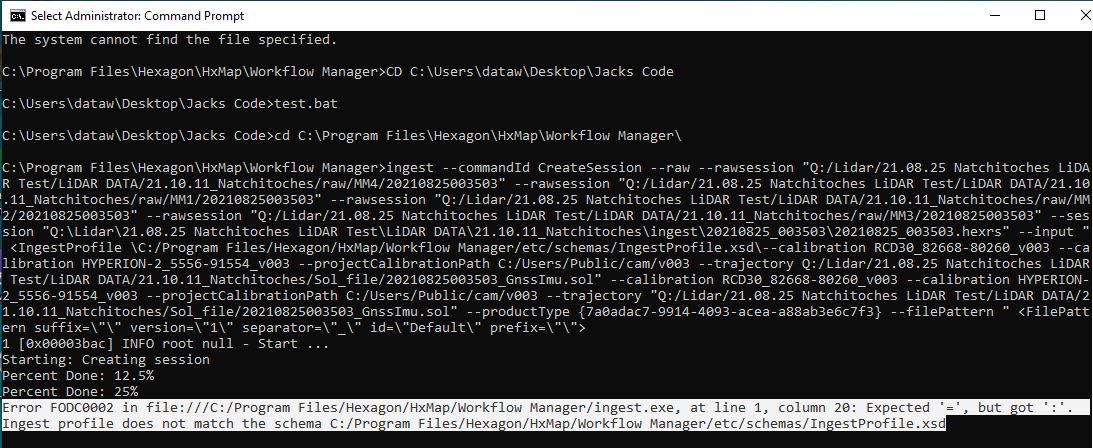 Select Administrator: Command Prompt
The system cannot find the file specified.
C:\Program Files\Hexagon\HxMap\Workflow Manager>CD C:\Users\dataw\Desktop\Jacks Code
C:\Users\dataw\Desktop\Jacks Code>test.bat
C:\Users\dataw\Desktop\Jacks Code>cd C:\Program Files\Hexagon\HxMap\Workflow Manager\
C:\Program Files\Hexagon\HxMap\Workflow Manager>ingest --commandId CreateSession --raw --rawsession "Q:/Lidar/21.08.25 Natchitoches LiDA
R Test/LiDAR DATA/21.10.11_Natchitoches/raw/MM4/20210825003503" --rawsession "Q:/Lidar/21.08.25 Natchitoches LiDAR Test/LiDAR DATA/21.10
.11_Natchitoches/raw/MM1/20210825003503" --rawsession "Q:/Lidar/21.08.25 Natchitoches LiDAR Test/LiDAR DATA/21.10.11_Natchitoches/raw/MM
2/20210825003503" --rawsession "Q:/Lidar/21.08.25 Natchitoches LiDAR Test/LiDAR DATA/21.10.11_Natchitoches/raw/MM3/20210825003503" --ses
sion "Q:\Lidar\21.08.25 Natchitoches LiDAR Test\LiDAR DATA\21.10.11_Natchitoches\ingest\20210825_003503\20210825_003503.hexrs" --input "
<IngestProfile \C:/Program Files/Hexagon/HxMap/Workflow Manager/etc/schemas/IngestProfile.xsd\--calibration RCD30_82668-80260_v003 --ca
libration HYPERION-2_5556-91554_v003 --projectCalibrationPath C:/Users/Public/cam/v003 --trajectory Q:/Lidar/21.08.25 Natchitoches LiDAR
Test/LiDAR DATA/21.10.11_Natchitoches/Sol_file/20210825003503_GnssImu.sol" --calibration RCD30_82668-80260_v003 --calibration HYPERION-
2_5556-91554_v003 --projectCalibrationPath C:/Users/Public/cam/v003 --trajectory "Q:/Lidar/21.08.25 Natchitoches LiDAR Test/LiDAR DATA/2
1.10.11_Natchitoches/Sol_file/20210825003503_GnssImu.sol" --productType {7a0adac7-9914-4093-acea-a88ab3e6c7f3} --filePattern " <FilePatt
ern suffix=\"\" version=\"1\" separator=\"_\" id=\"Default\" prefix=\"\">
1 [0x00003bac] INFO root null - Start ...
Starting: Creating session
Percent Done: 12.5%
Percent Done: 25%
Error FODC0002 in file:///C:/Program Files/Hexagon/HxMap/Workflow Manager/ingest.exe, at line 1, column 20: Expected '=', but got ':'.
Ingest profile does not match the schema C:/Program Files/Hexagon/HxMap/Workflow Manager/etc/schemas/IngestProfile.xsd